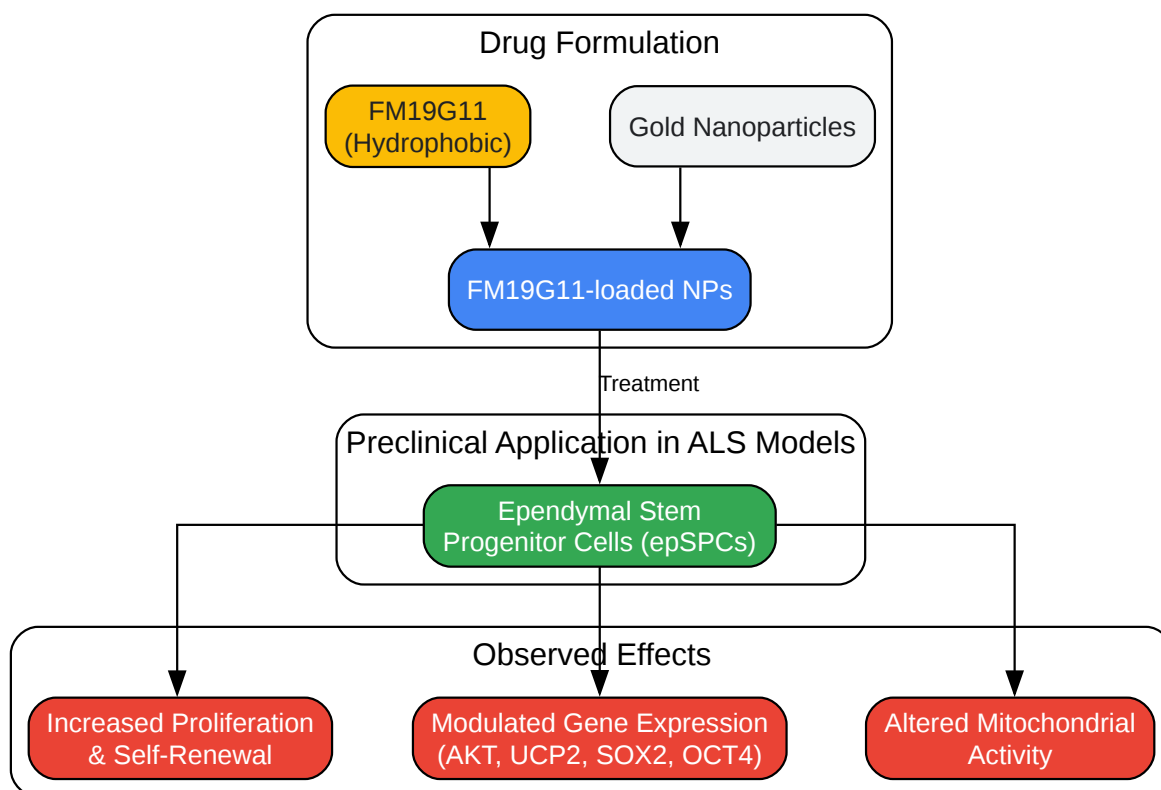 Drug Formulation
FM19G11
(Hydrophobic)
Gold Nanoparticles
FM19G11-loaded NPs
Treatment
Preclinical Application in ALS Models
Ependymal Stem
Progenitor Cells (epSPCs)
Observed Effects
Increased Proliferation
& Self-Renewal
Modulated Gene Expression
(AKT, UCP2, SOX2, OCT4)
Altered Mitochondrial
Activity